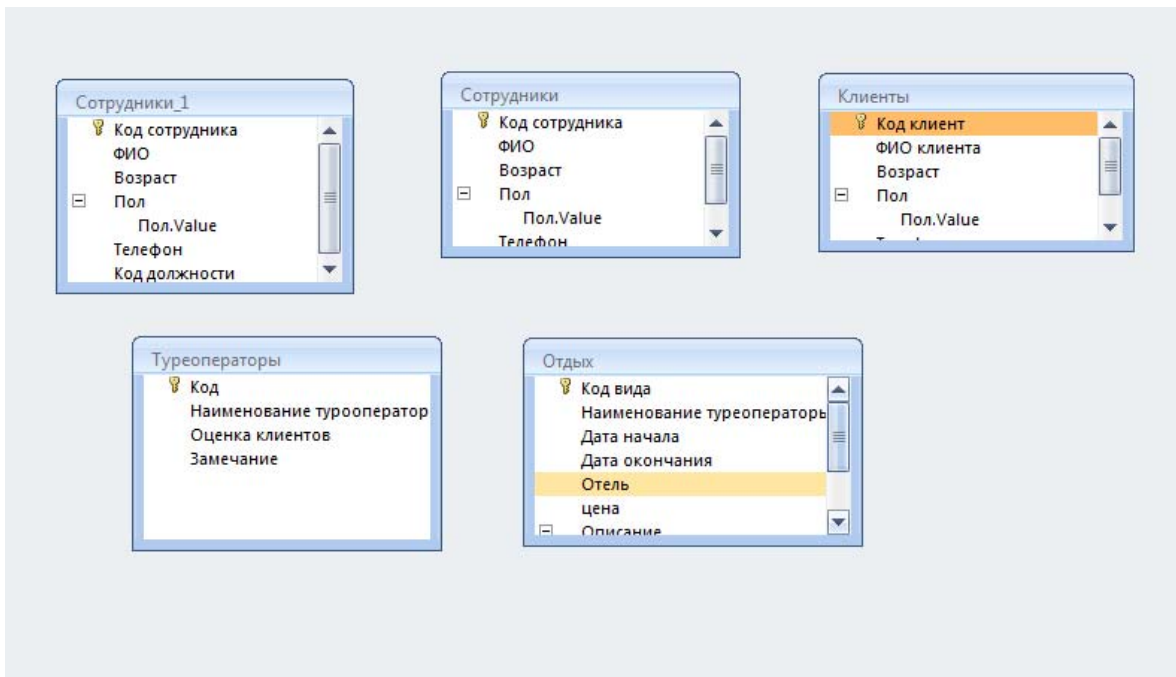 Сотрудники_1
Код сотрудника
ФИО
Возраст
Пол
Пол.Value
Телефон
Код должности
Сотрудники
Код сотрудника
ФИО
Возраст
Пол
Пол.Value
Телефон
Клиенты
Код клиент
ФИО клиента
Возраст
Пол
Пол.Value
Туреоператоры
Код
Наименование турооператор
Оценка клиентов
Замечание
Отдых
Код вида
Наименование туреоператоры
Дата начала
Дата окончания
Отель
цена
Описание